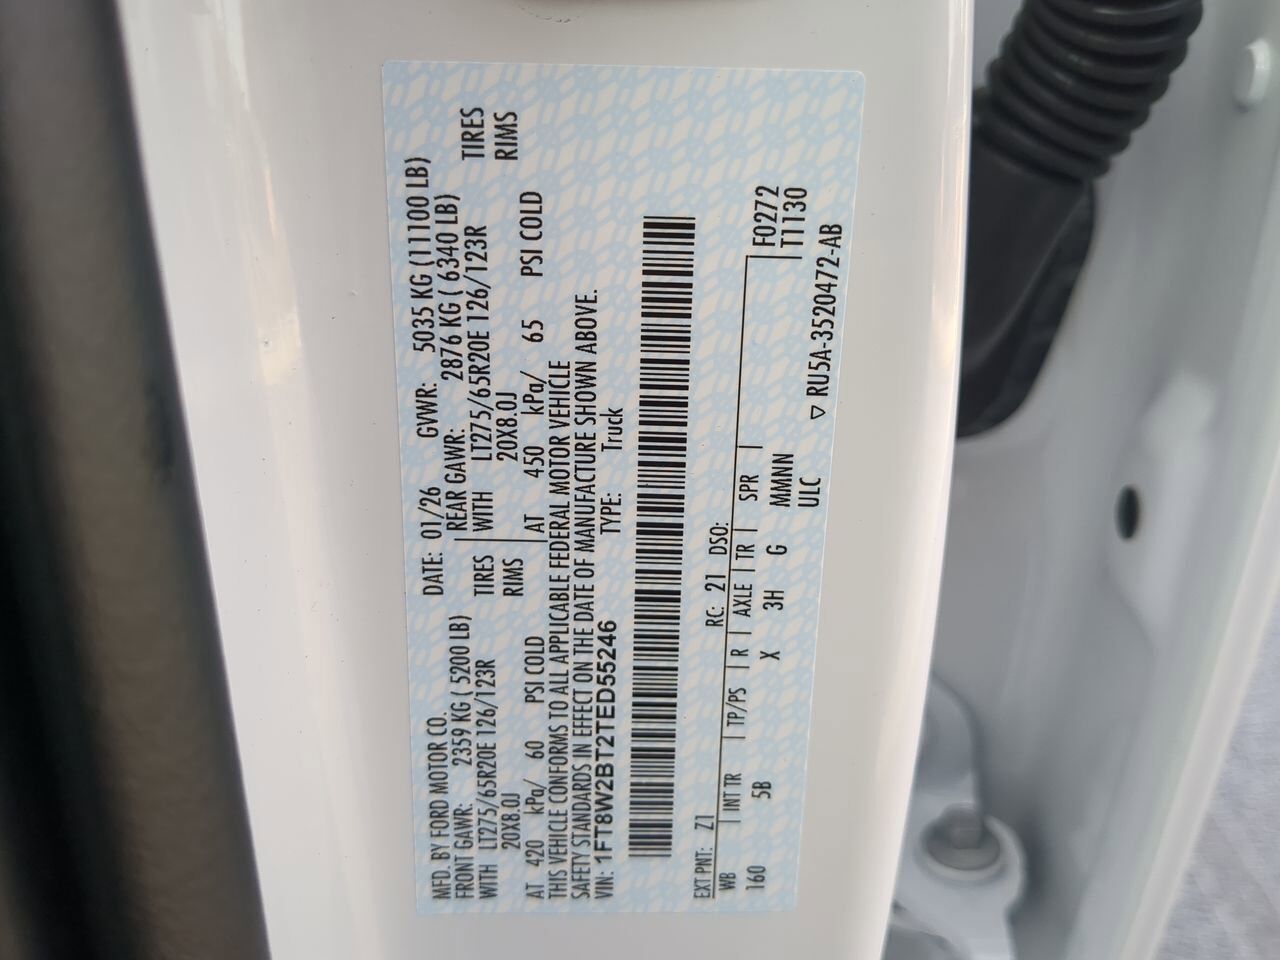 MFD. BY FORD MOTOR CO.
DATE: 01/26 GVWR: 5035 KG (11100 LB)
FRONT GAWR: 2359 KG ( 5200 LB) REAR GAWR: 2876 KG ( 6340 LB)
WITH LT275/65R20E 126/123R TIRES WITH LT275/65R20E 126/123R TIRES
20X8.0J RIMS 20X8.0J RIMS
AT 420 kPa/ 60 PSI COLD AT 450 kPa/ 65 PSI COLD
THIS VEHICLE CONFORMS TO ALL APPLICABLE FEDERAL MOTOR VEHICLE
SAFETY STANDARDS IN EFFECT ON THE DATE OF MANUFACTURE SHOWN ABOVE.
VIN: 1FT8W2BT2TED55246 TYPE: Truck
EXT PNT: Z1 RC: 21 DSO:
WB INT TR TP/PS R AXLE TR SPR F0272
160 5B X 3H G MMNN T1130
ULC
▽ RU5A-3520472-AB